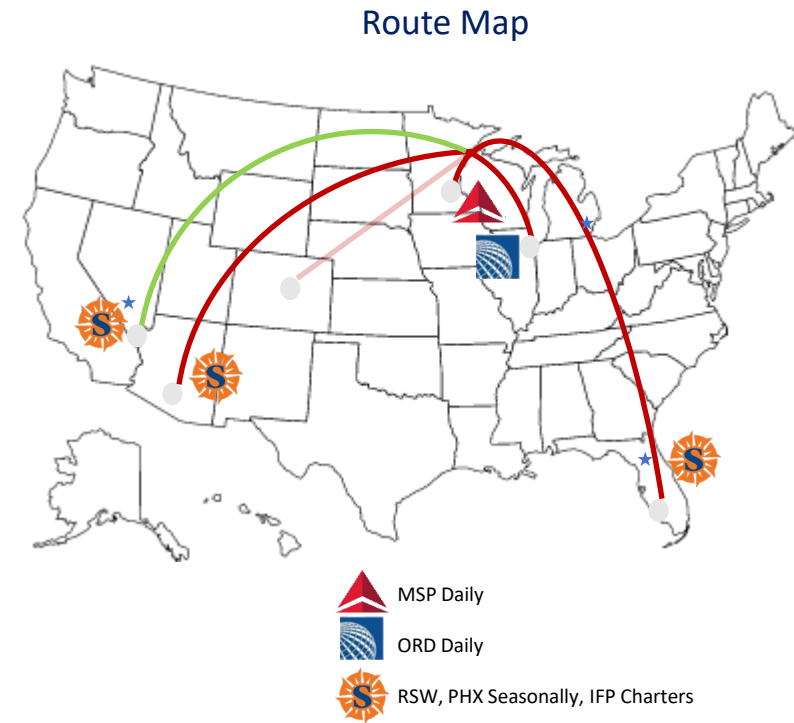 Route Map
S
S
S
MSP Daily
ORD Daily
S
RSW, PHX Seasonally, IFP Charters